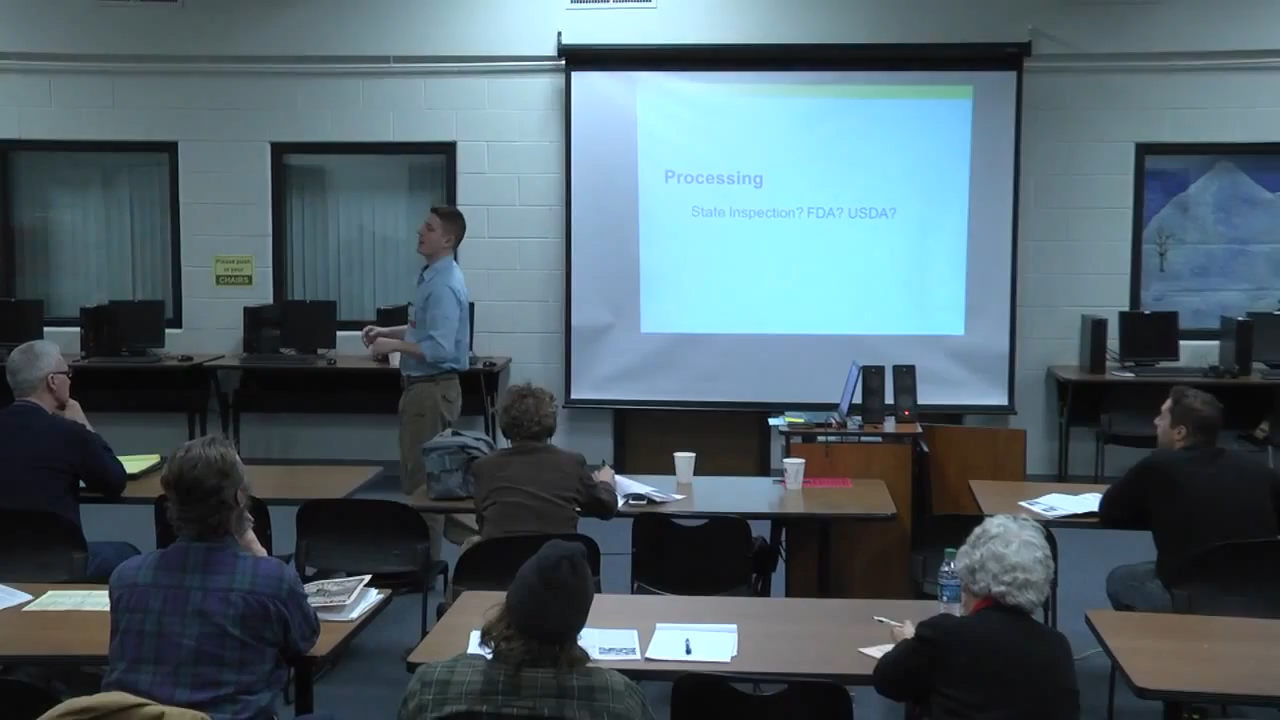 Processing
State Inspection? FDA? USDA?
Please push
in your
CHAIRS